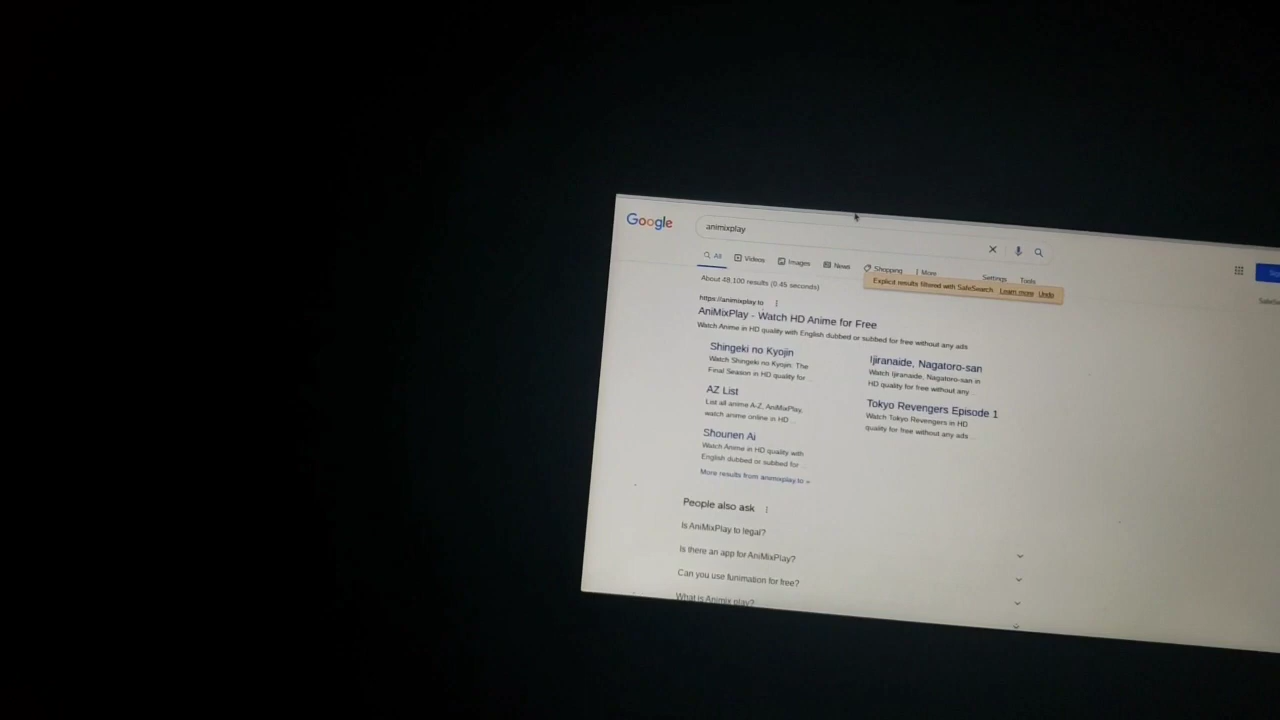 Google
animixplay
All Videos Images News Shopping More Settings Tools
About 48,100 results (0.45 seconds)
Explicit results filtered with SafeSearch Learn more Undo
https://animixplay.to
AniMixPlay - Watch HD Anime for Free
Watch Anime in HD quality with English dubbed or subbed for free without any ads
Shingeki no Kyojin
Watch Shingeki no Kyojin: The
Final Season in HD quality for ...
Ijiranaide, Nagatoro-san
Watch Ijiranaide, Nagatoro-san in
HD quality for free without any ...
AZ List
List all anime A-Z, AniMixPlay,
watch anime online in HD ...
Tokyo Revengers Episode 1
Watch Tokyo Revengers in HD
quality for free without any ads ...
Shounen Ai
Watch Anime in HD quality with
English dubbed or subbed for ...
More results from animixplay.to »
People also ask
Is AniMixPlay to legal?
Is there an app for AniMixPlay?
Can you use funimation for free?
What is Animix play?